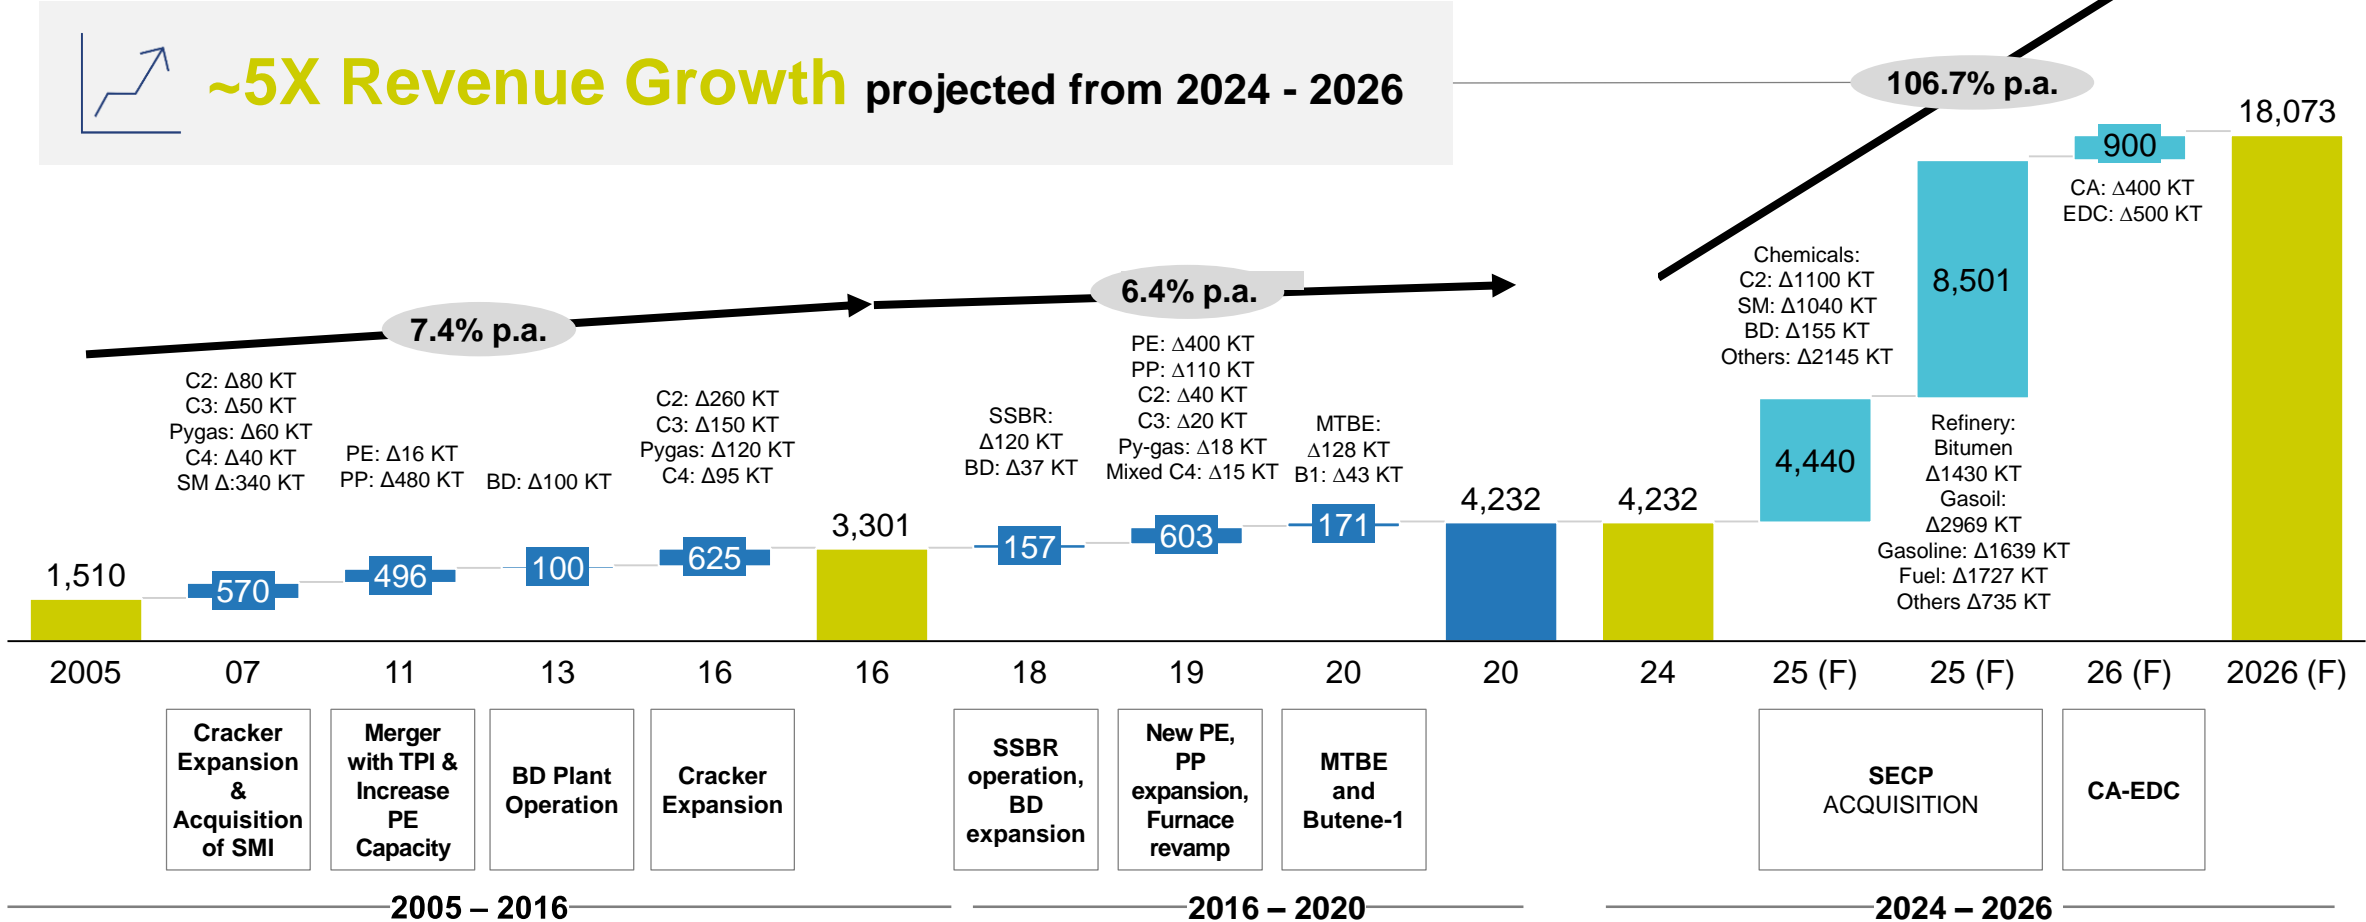 ~5X Revenue Growth projected from 2024 - 2026
106.7% p.a.
7.4% p.a.
6.4% p.a.
1,510
C2: Δ80 KT
C3: Δ50 KT
Pygas: Δ60 KT
C4: Δ40 KT
SM Δ:340 KT
570
PE: Δ16 KT
PP: Δ480 KT
496
BD: Δ100 KT
100
C2: Δ260 KT
C3: Δ150 KT
Pygas: Δ120 KT
C4: Δ95 KT
625
3,301
SSBR:
Δ120 KT
BD: Δ37 KT
157
PE: Δ400 KT
PP: Δ110 KT
C2: Δ40 KT
C3: Δ20 KT
Py-gas: Δ18 KT
Mixed C4: Δ15 KT
603
MTBE:
Δ128 KT
B1: Δ43 KT
171
4,232
4,232
Chemicals:
C2: Δ1100 KT
SM: Δ1040 KT
BD: Δ155 KT
Others: Δ2145 KT
4,440
8,501
Refinery:
Bitumen
Δ1430 KT
Gasoil:
Δ2969 KT
Gasoline: Δ1639 KT
Fuel: Δ1727 KT
Others Δ735 KT
900
CA: Δ400 KT
EDC: Δ500 KT
18,073
2005 07 11 13 16 16 18 19 20 20 24 25 (F) 25 (F) 26 (F) 2026 (F)
Cracker
Expansion
&
Acquisition
of SMI
Merger
with TPI &
Increase
PE
Capacity
BD Plant
Operation
Cracker
Expansion
SSBR
operation,
BD
expansion
New PE,
PP
expansion,
Furnace
revamp
MTBE
and
Butene-1
SECP
ACQUISITION
CA-EDC
2005 – 2016
2016 – 2020
2024 – 2026